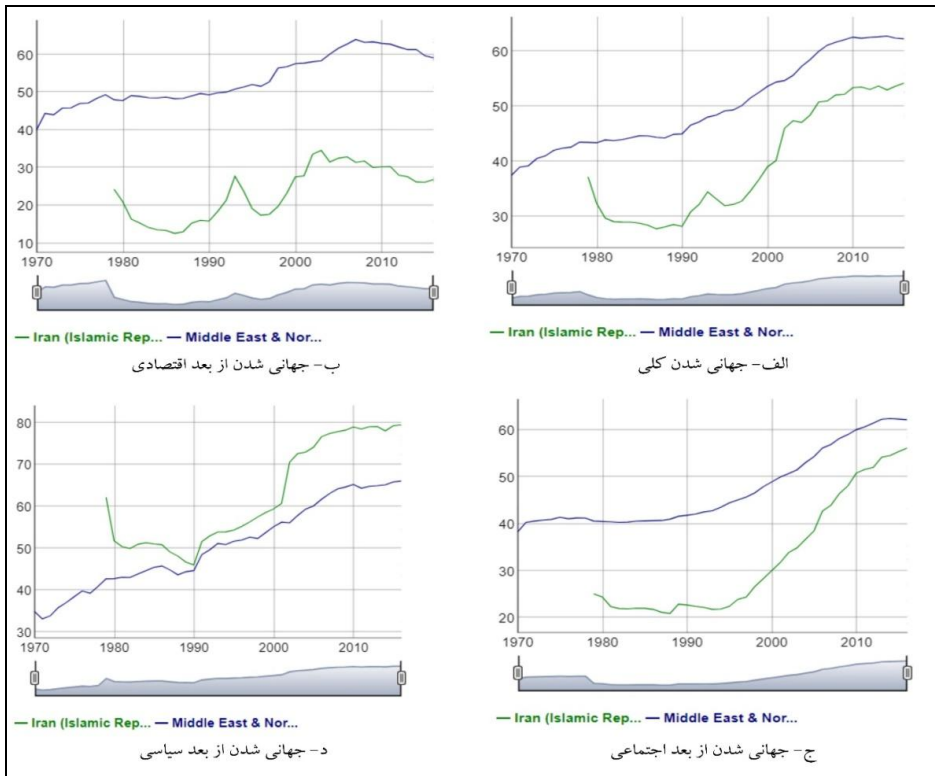 60
50
40
30
20
10
1970 1980 1990 2000 2010
Iran (Islamic Rep... Middle East & Nor...
ب- جهانی شدن از بعد اقتصادی
60
50
40
30
1970 1980 1990 2000 2010
Iran (Islamic Rep... Middle East & Nor...
الف- جهانی شدن کلی
80
70
60
50
40
30
1970 1980 1990 2000 2010
Iran (Islamic Rep... Middle East & Nor...
د- جهانی شدن از بعد سیاسی
60
50
40
30
20
1970 1980 1990 2000 2010
Iran (Islamic Rep... Middle East & Nor...
ج- جهانی شدن از بعد اجتماعی